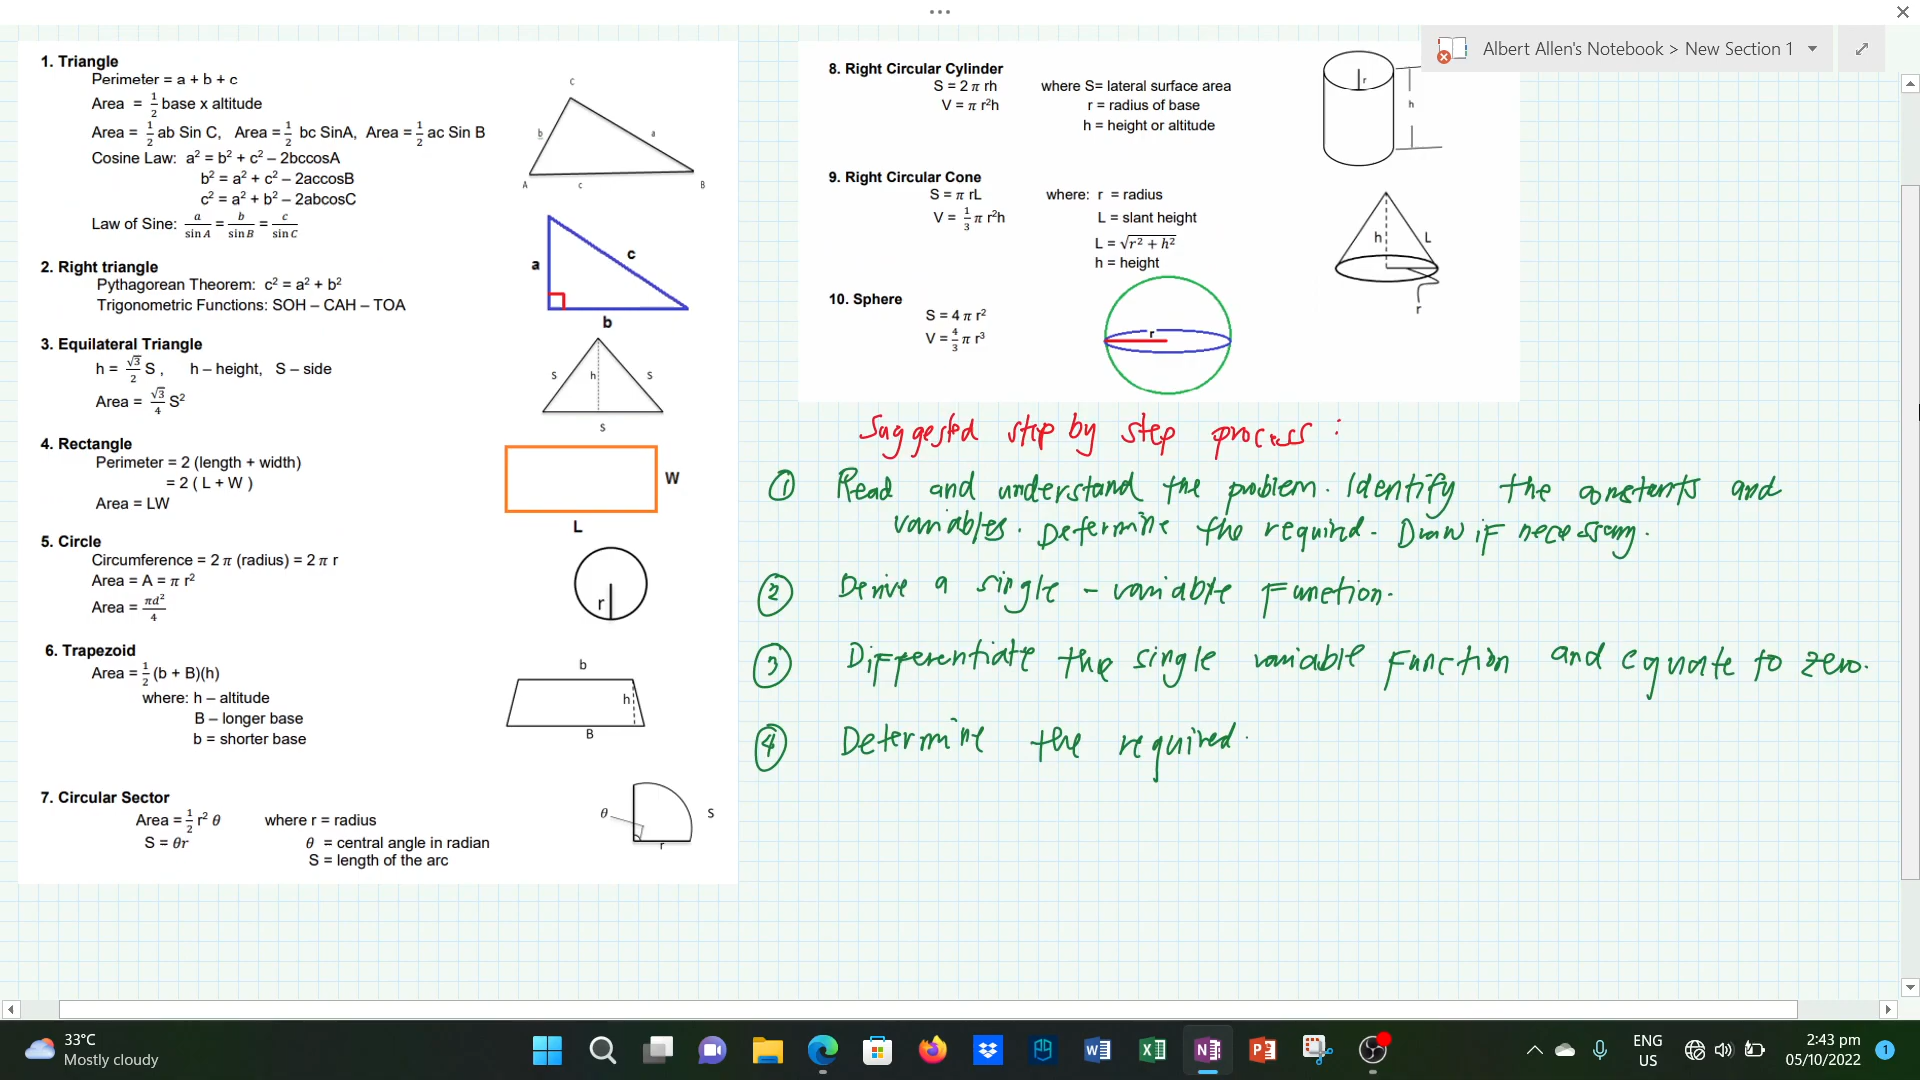 Albert Allen's Notebook > New Section 1
1. Triangle
Perimeter = a + b + c
Area = 1/2 base x altitude
Area = 1/2 ab Sin C, Area = 1/2 bc SinA, Area = 1/2 ac Sin B
Cosine Law: a² = b² + c² – 2bccosA
b² = a² + c² – 2accosB
c² = a² + b² – 2abcosC
Law of Sine: a/sin A = b/sin B = c/sin C
C
b
a
A
c
B
2. Right triangle
Pythagorean Theorem: c² = a² + b²
Trigonometric Functions: SOH – CAH – TOA
a
c
b
3. Equilateral Triangle
h = √3/2 S , h – height, S – side
Area = √3/4 S²
S
h
S
S
4. Rectangle
Perimeter = 2 (length + width)
= 2 ( L + W )
Area = LW
W
L
5. Circle
Circumference = 2 π (radius) = 2 π r
Area = A = π r²
Area = πd²/4
r
6. Trapezoid
Area = 1/2 (b + B)(h)
where: h – altitude
B – longer base
b = shorter base
b
h
B
7. Circular Sector
Area = 1/2 r² θ where r = radius
S = θr θ = central angle in radian
S = length of the arc
θ
S
r
8. Right Circular Cylinder
S = 2 π rh where S= lateral surface area
V = π r²h r = radius of base
h = height or altitude
r
h
9. Right Circular Cone
S = π rL where: r = radius
V = 1/3 π r²h L = slant height
L = √r² + h²
h = height
h
L
r
10. Sphere
S = 4 π r²
V = 4/3 π r³
r
Suggested step by step process :
① Read and understand the problem. Identify the constants and
variables. Determine the required. Draw if necessary.
② Derive a single - variable function.
③ Differentiate the single variable function and equate to zero.
④ Determine the required.
33°C
Mostly cloudy
ENG
US
2:43 pm
05/10/2022
1